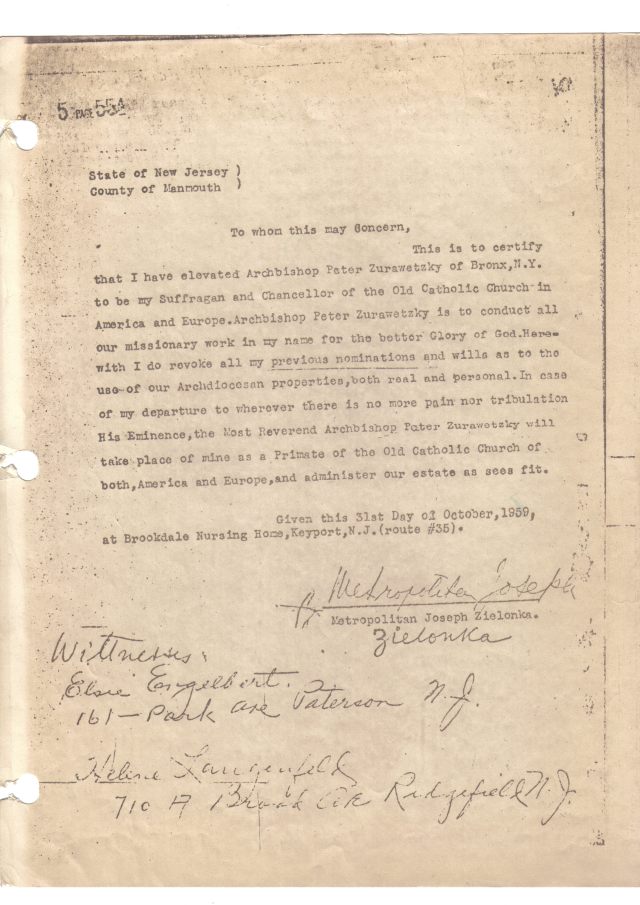 5 PAGE 554
State of New Jersey )
County of Manmouth )
To whom this may Concern,
This is to certify
that I have elevated Archbishop Peter Zurawetzky of Bronx,N.Y.
to be my Suffragan and Chancellor of the Old Catholic Church in
America and Europe.Archbishop Peter Zurawetzky is to conduct all
our missionary work in my name for the better Glory of God.Here-
with I do revoke all my previous nominations and wills as to the
use of our Archdiocesan properties,both real and personal.In case
of my departure to wherever there is no more pain nor tribulation
His Eminence,the Most Reverend Archbishop Peter Zurawetzky will
take place of mine as a Primate of the Old Catholic Church of
both,America and Europe,and administer our estate as sees fit.
Given this 31st Day of October,1959,
at Brookdale Nursing Home,Keyport,N.J.(route #35).
Metropolitan Joseph
Metropolitan Joseph Zielonka.
Zielonka
Wittnesses:
Elsie Engelbert.
161 - Park Ave Paterson N.J.
Helene Langenfeld
710 A Broad Ave Ridgefield N.J.